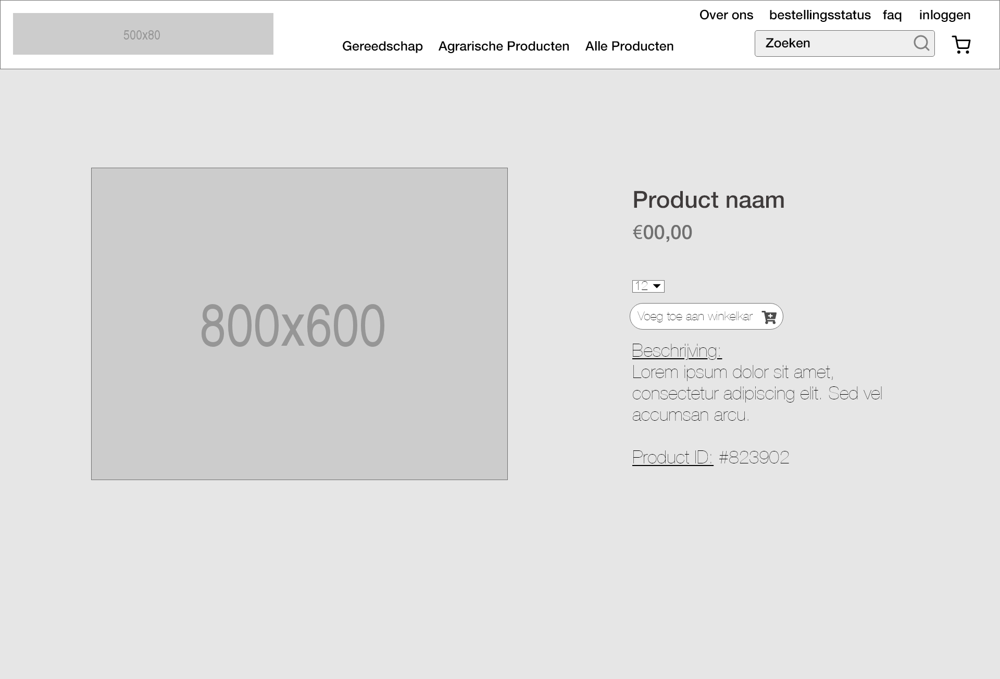 500x80
Over ons bestellingsstatus faq inloggen
Gereedschap Agrarische Producten Alle Producten
Zoeken
800x600
Product naam
€00,00
12
Voeg toe aan winkelkar
Beschrijving:
Lorem ipsum dolor sit amet,
consectetur adipiscing elit. Sed vel
accumsan arcu.
Product ID: #823902